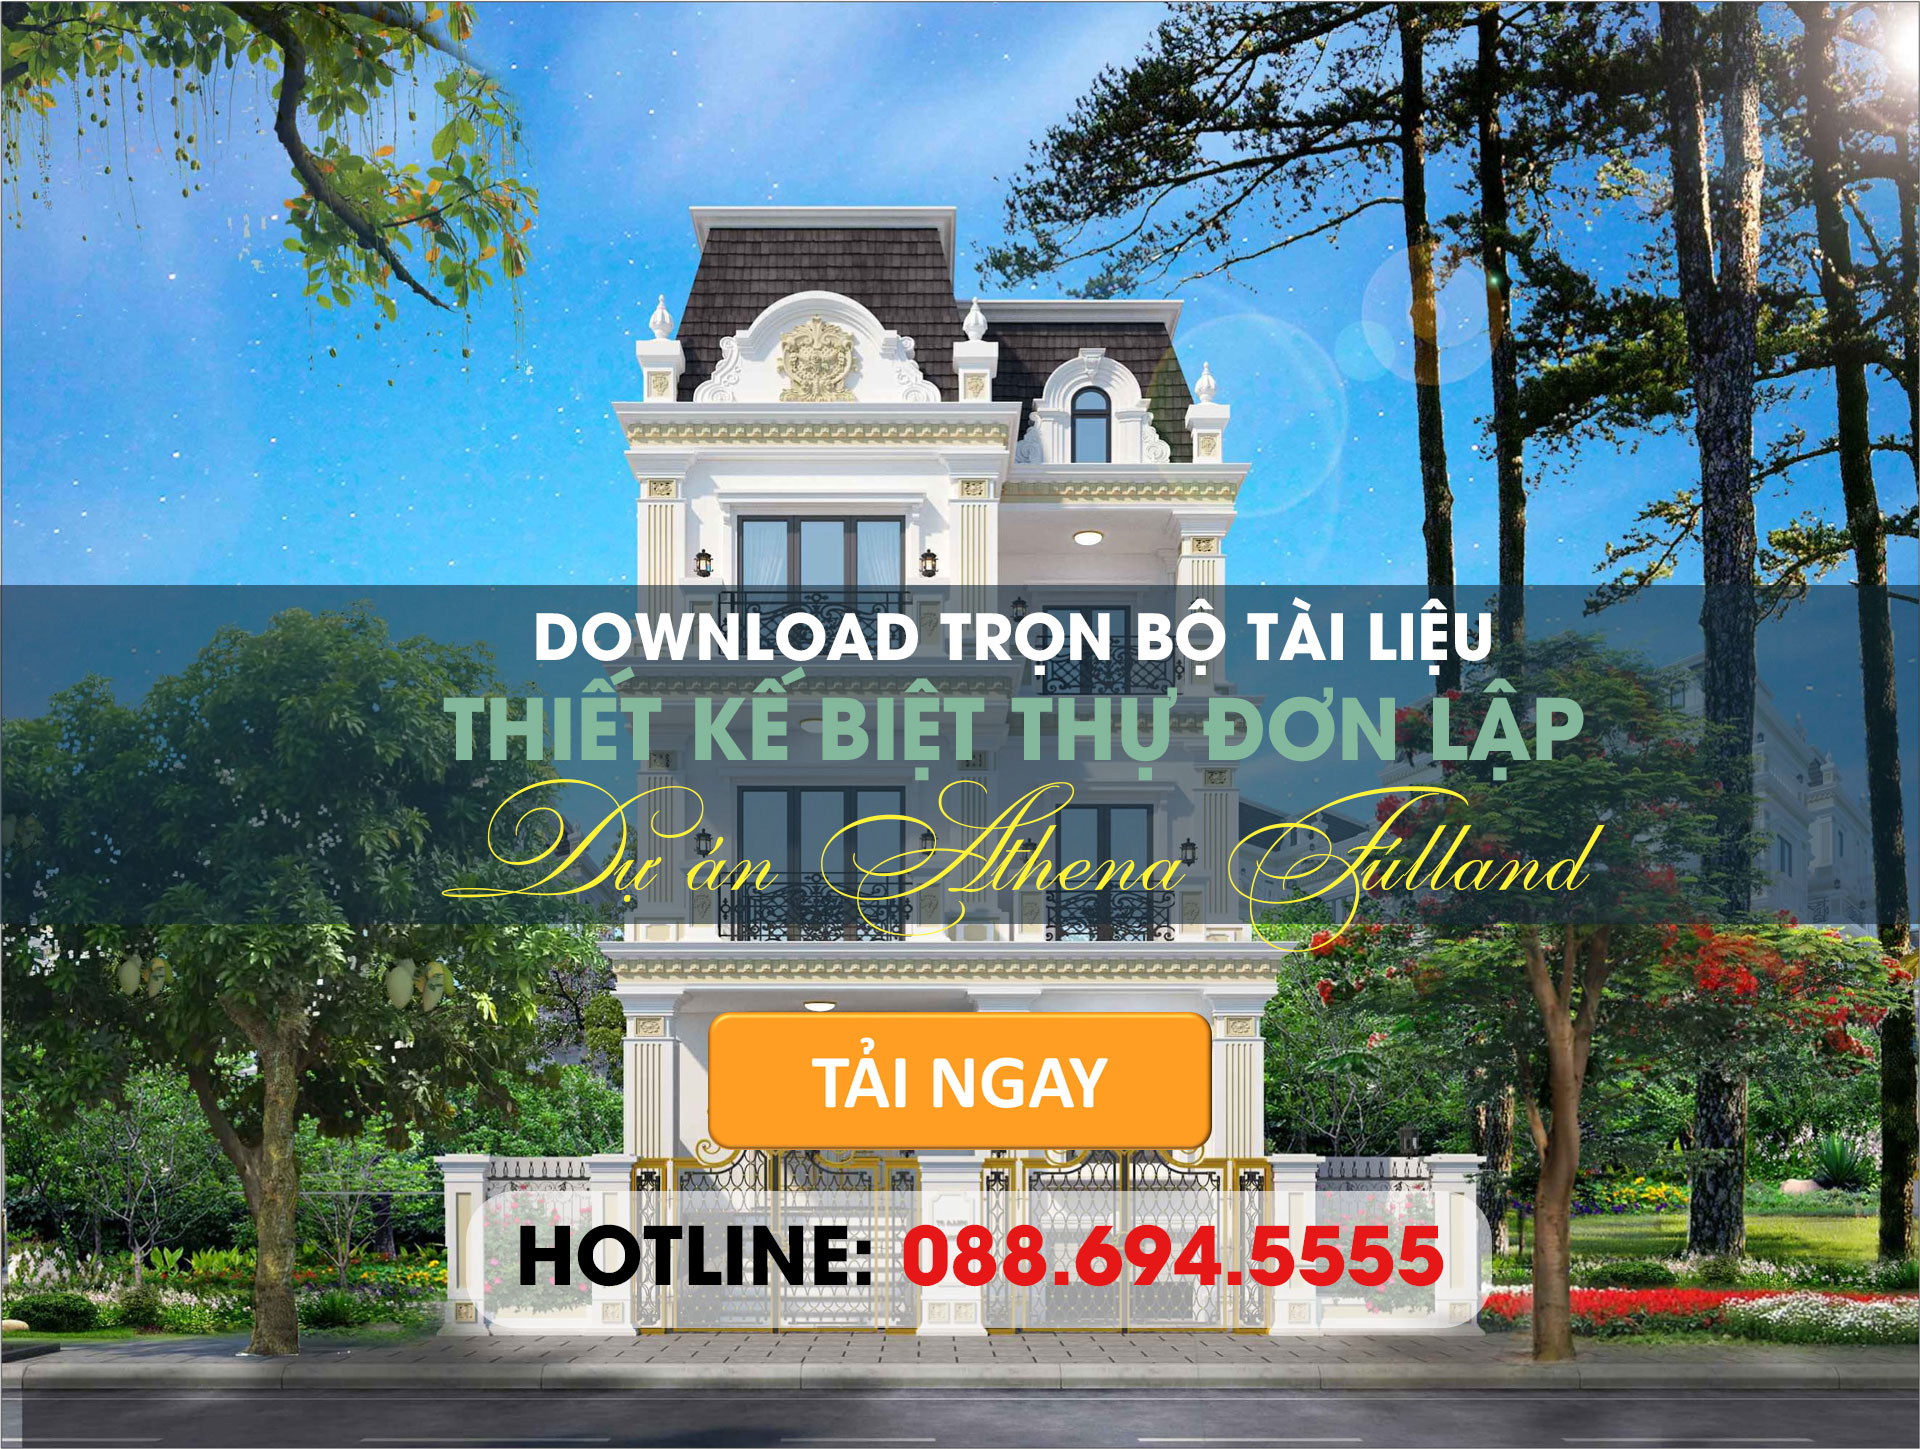 DOWNLOAD TRỌN BỘ TÀI LIỆU
THIẾT KẾ BIỆT THỰ ĐƠN LẬP
Dự án Athena Fulland
TẢI NGAY
HOTLINE: 088.694.5555